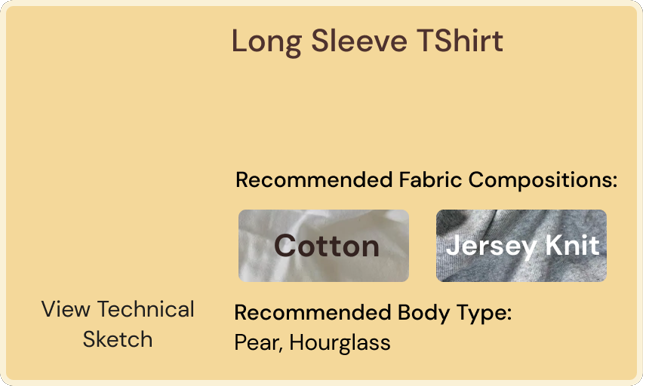 Long Sleeve TShirt
Recommended Fabric Compositions:
Cotton
Jersey Knit
View Technical
Sketch
Recommended Body Type:
Pear, Hourglass